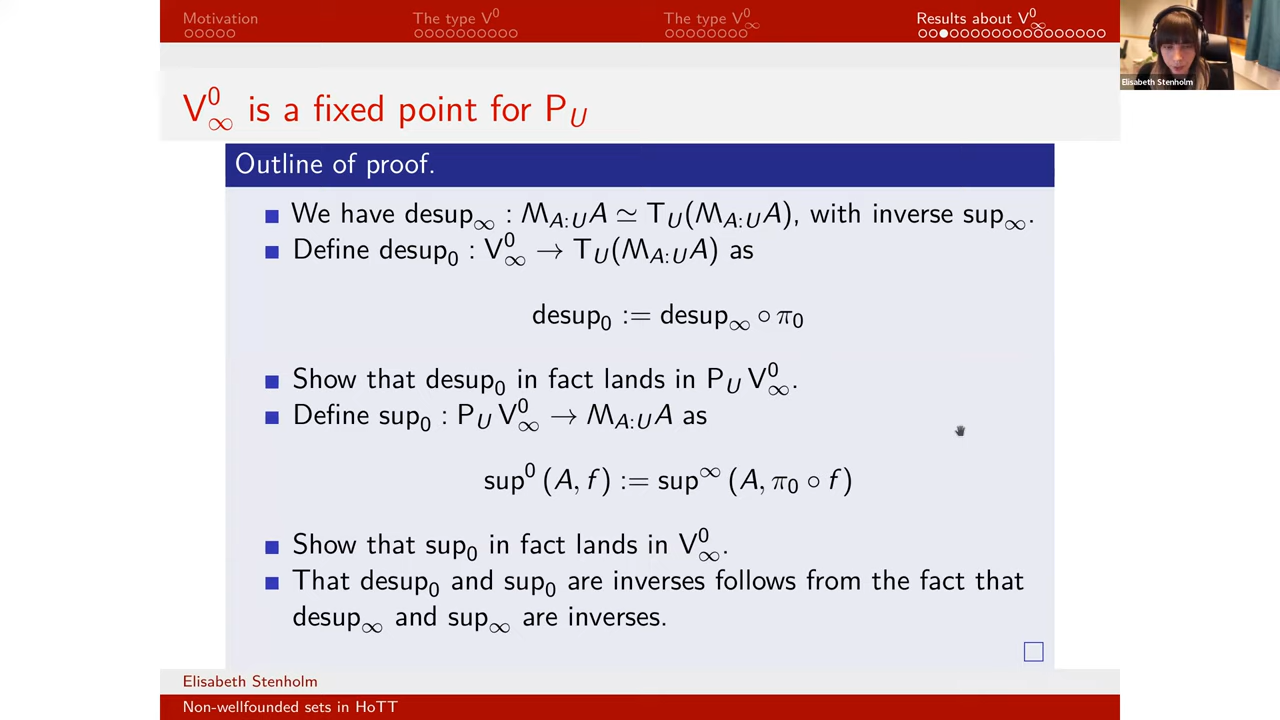 Motivation
The type V⁰
The type V⁰∞
Results about V⁰∞
Elisabeth Stenholm
V⁰∞ is a fixed point for P_U
Outline of proof.
We have desup∞ : M_{A:U}A ≃ T_U(M_{A:U}A), with inverse sup∞.
Define desup₀ : V⁰∞ → T_U(M_{A:U}A) as
desup₀ := desup∞ ∘ π₀
Show that desup₀ in fact lands in P_U V⁰∞.
Define sup₀ : P_U V⁰∞ → M_{A:U}A as
sup⁰ (A, f) := sup^∞ (A, π₀ ∘ f)
Show that sup₀ in fact lands in V⁰∞.
That desup₀ and sup₀ are inverses follows from the fact that
desup∞ and sup∞ are inverses.
Elisabeth Stenholm
Non-wellfounded sets in HoTT